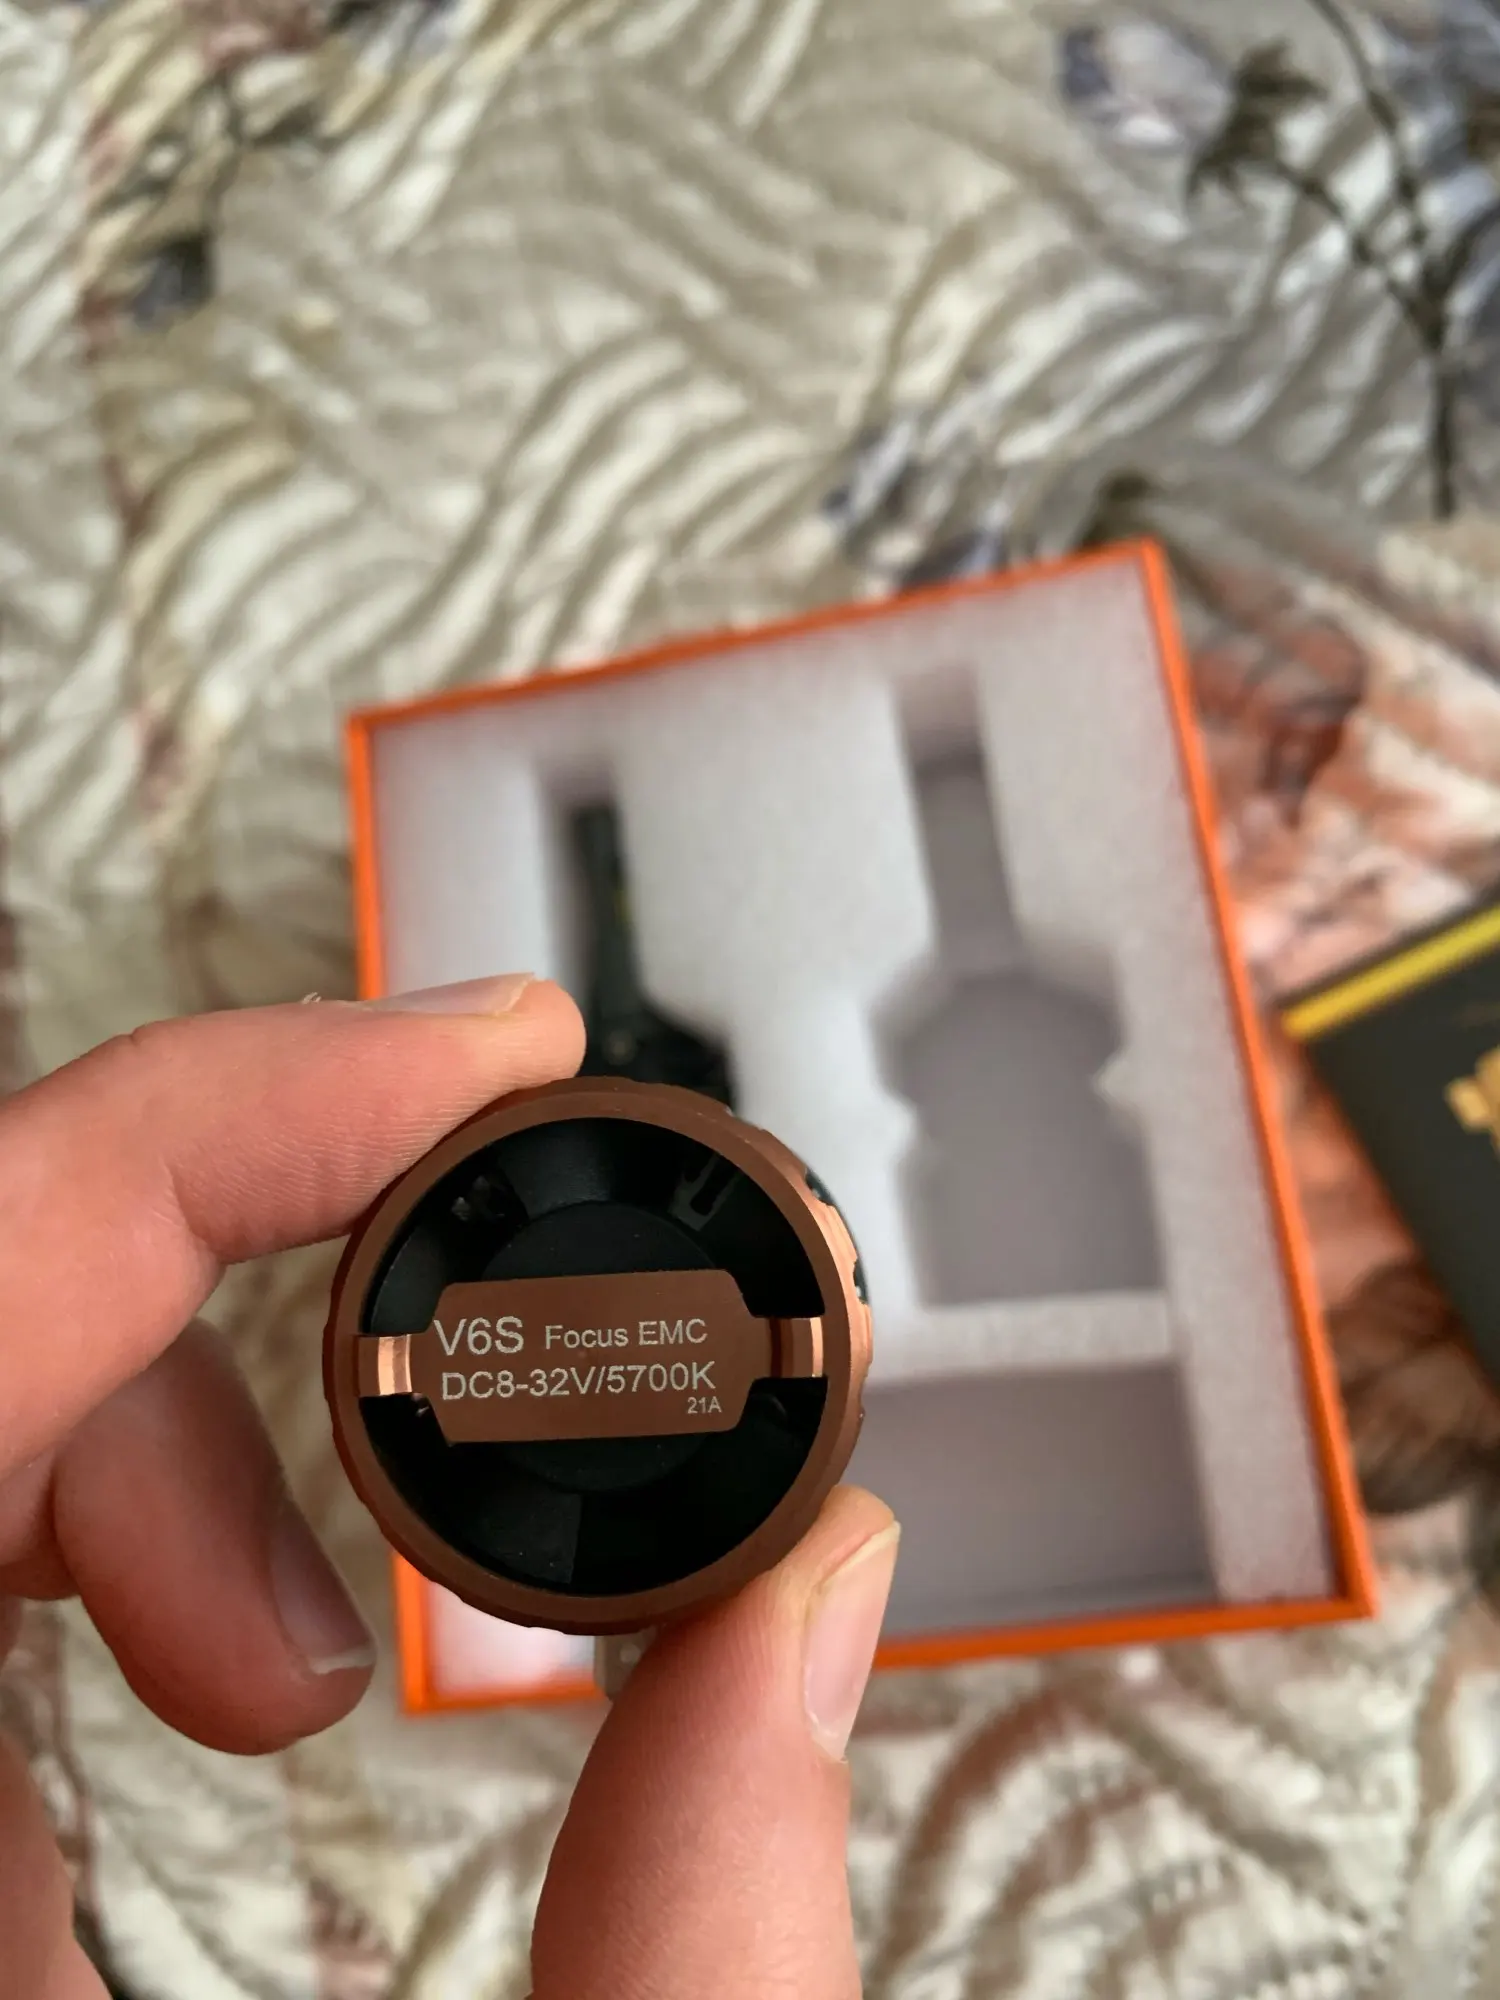 V6S Focus EMC
DC8-32V/5700K
21A